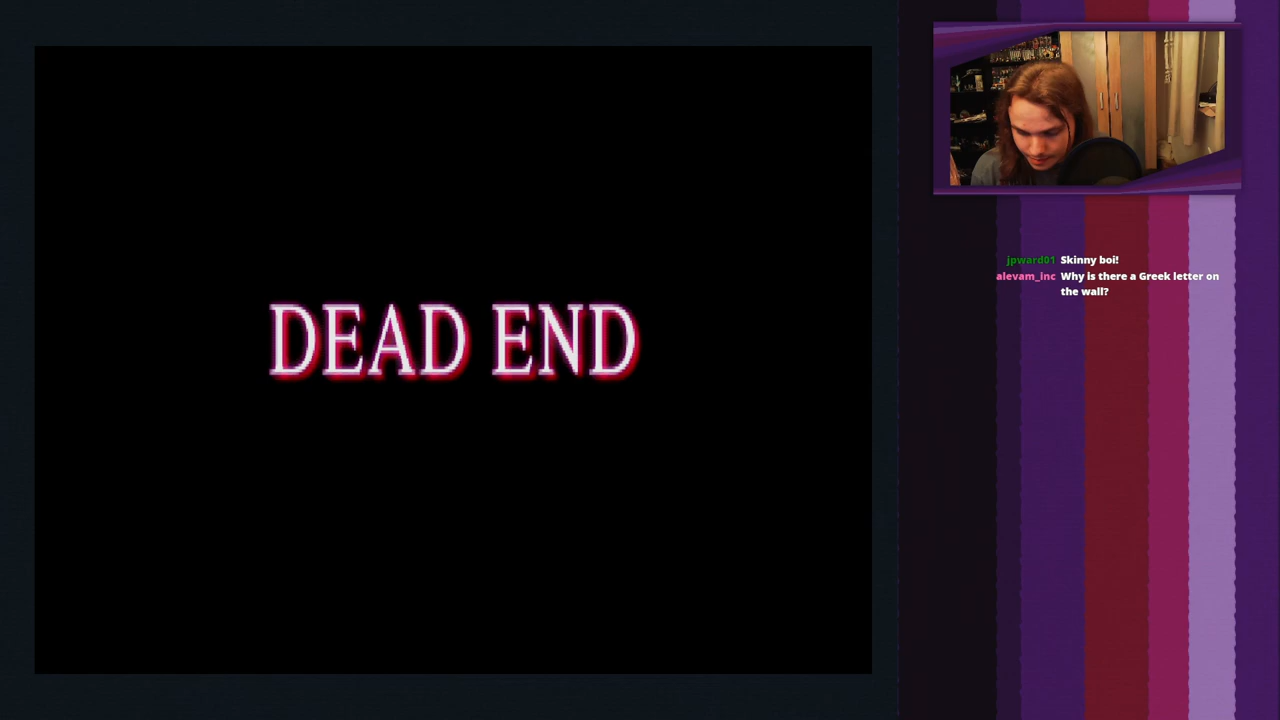 DEAD END
jpward01 Skinny boi!
alevam_inc Why is there a Greek letter on
the wall?